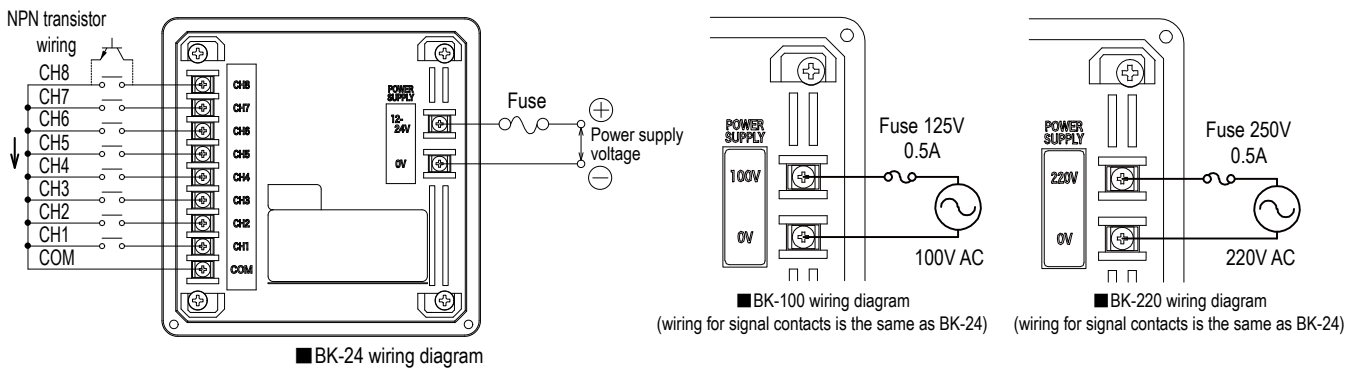 NPN transistor
wiring
CH8
CH7
CH6
CH5
CH4
CH3
CH2
CH1
COM
CH8
CH7
CH6
CH5
CH4
CH3
CH2
CH1
COM
POWER
SUPPLY
12-
24V
0V
Fuse
+
Power supply
voltage
−
■BK-24 wiring diagram
POWER
SUPPLY
100V
0V
Fuse 125V
0.5A
100V AC
■BK-100 wiring diagram
(wiring for signal contacts is the same as BK-24)
POWER
SUPPLY
220V
0V
Fuse 250V
0.5A
220V AC
■BK-220 wiring diagram
(wiring for signal contacts is the same as BK-24)